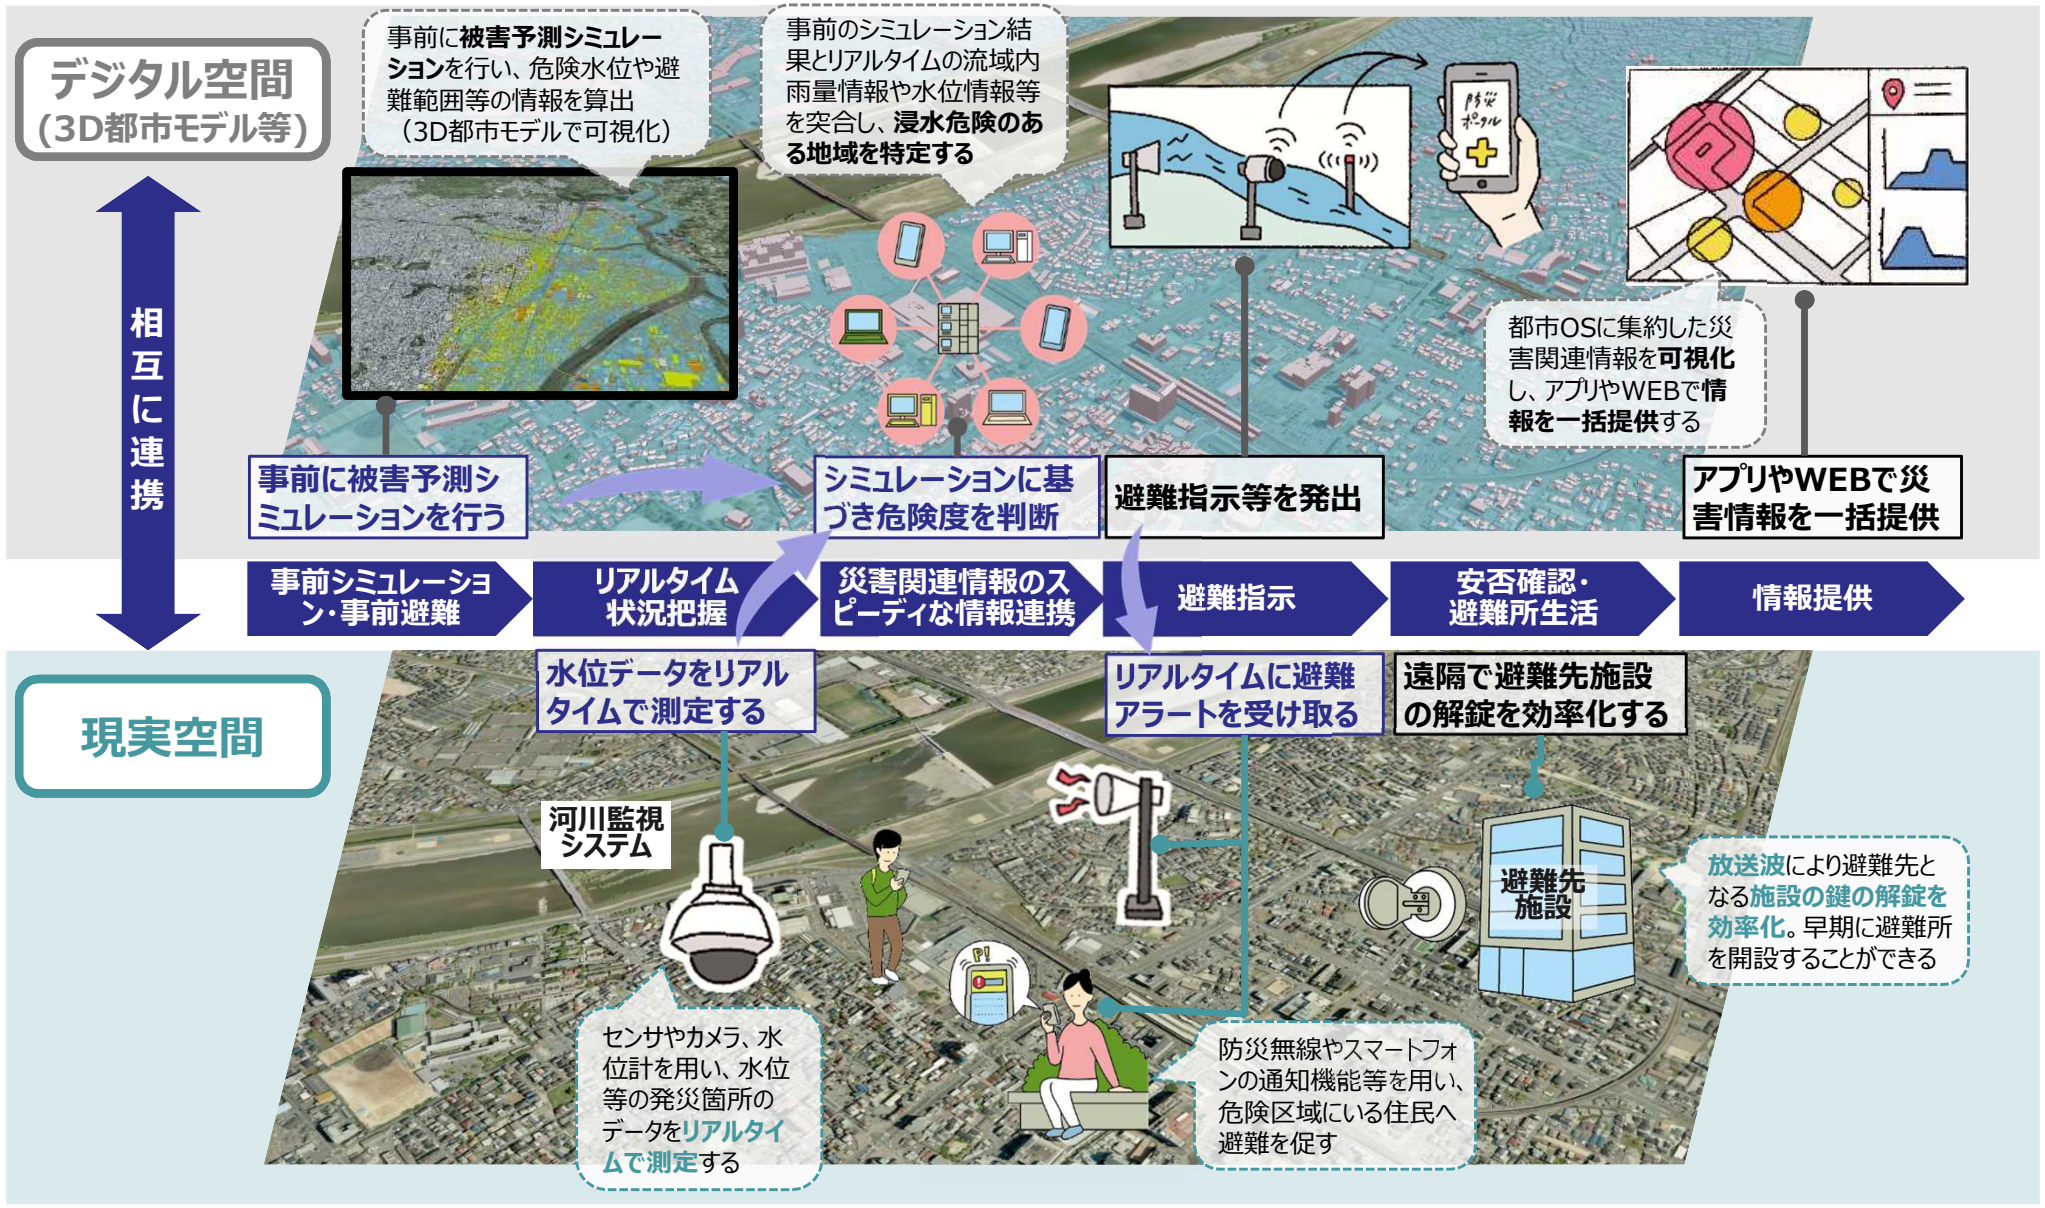 デジタル空間
(3D都市モデル等)
事前に被害予測シミュレー
ションを行い、危険水位や避
難範囲等の情報を算出
（3D都市モデルで可視化）
事前のシミュレーション結
果とリアルタイムの流域内
雨量情報や水位情報等
を突合し、浸水危険のあ
る地域を特定する
防災
ポータル
都市OSに集約した災
害関連情報を可視化
し、アプリやWEBで情
報を一括提供する
相互に連携
事前に被害予測シ
ミュレーションを行う
シミュレーションに基
づき危険度を判断
避難指示等を発出
アプリやWEBで災
害情報を一括提供
事前シミュレーショ
ン・事前避難
リアルタイム
状況把握
災害関連情報のス
ピーディな情報連携
避難指示
安否確認・
避難所生活
情報提供
現実空間
水位データをリアル
タイムで測定する
リアルタイムに避難
アラートを受け取る
遠隔で避難先施設
の解錠を効率化する
河川監視
システム
避難先
施設
放送波により避難先と
なる施設の鍵の解錠を
効率化。早期に避難所
を開設することができる
P!
センサやカメラ、水
位計を用い、水位
等の発災箇所の
データをリアルタイ
ムで測定する
防災無線やスマートフォ
ンの通知機能等を用い、
危険区域にいる住民へ
避難を促す